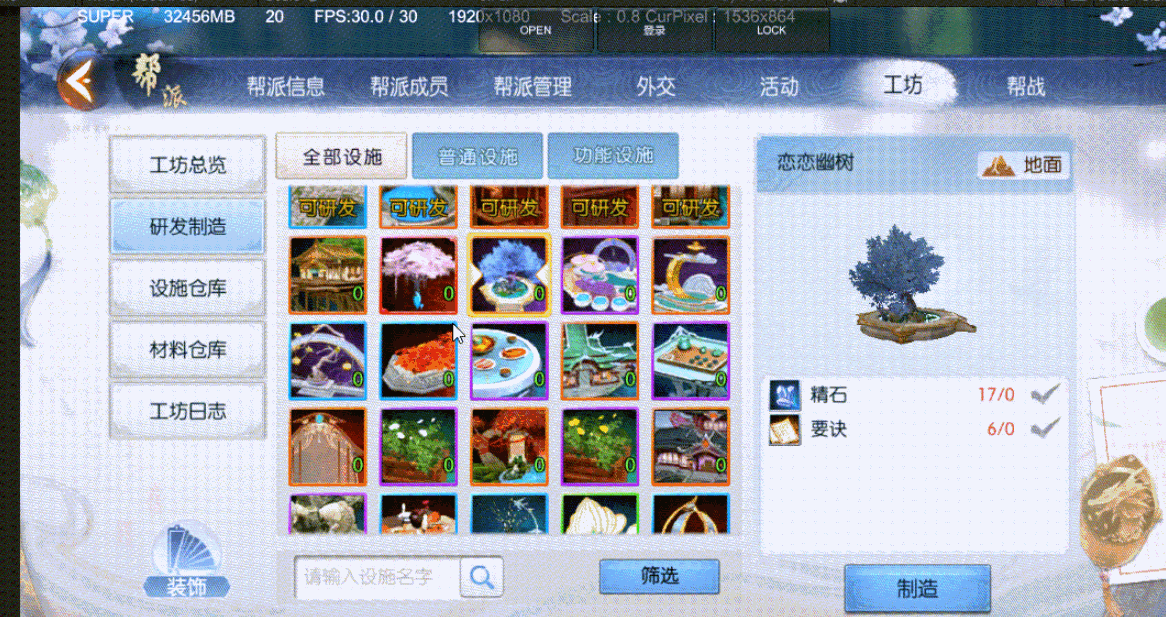 SUPER 32456MB 20 FPS:30.0 / 30 1920x1080 Scale : 0.8 CurPixel : 1536x864
OPEN 登录 LOCK
帮派 帮派信息 帮派成员 帮派管理 外交 活动 工坊 帮战
工坊总览
研发制造
设施仓库
材料仓库
工坊日志
装饰
全部设施 普通设施 功能设施
可研发 可研发 可研发 可研发 可研发
0 0 0 0 0
0 0 0 0 0
0 0 0 0 0
请输入设施名字 筛选
恋恋幽树 地面
精石 17/0
要诀 6/0
制造